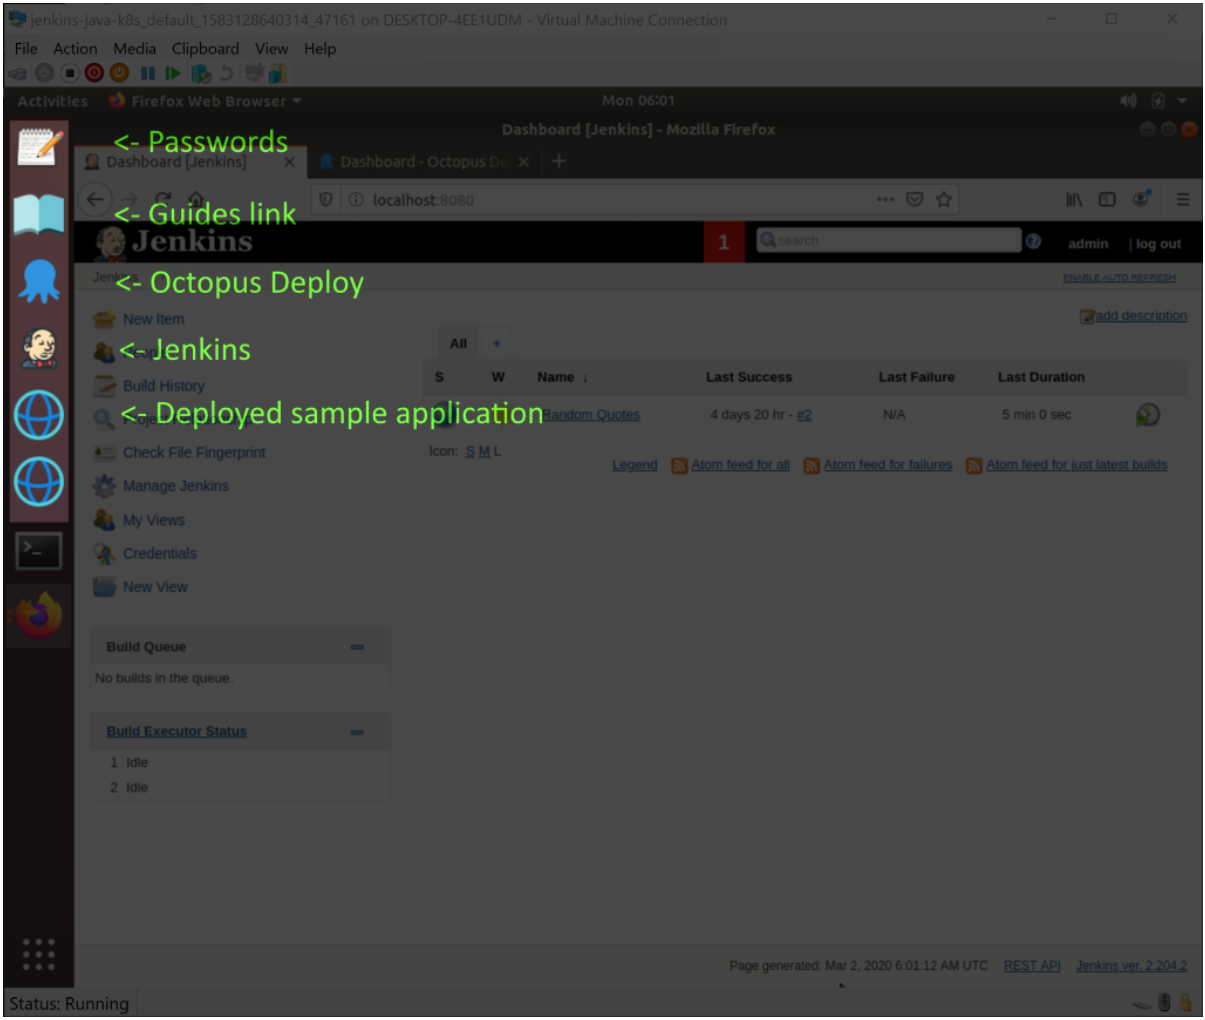 jenkins-java-k8s_default_1583128640314_47161 on DESKTOP-4EE1UDM - Virtual Machine Connection
File Action Media Clipboard View Help
Activities Firefox Web Browser Mon 06:01
Dashboard [Jenkins] - Mozilla Firefox
<- Passwords
Dashboard [Jenkins] Dashboard - Octopus De
localhost:8080
<- Guides link
Jenkins 1 search admin | log out
Jenkins ENABLE AUTO REFRESH
<- Octopus Deploy
New Item add description
<- Jenkins
All +
Build History
S W Name ↓ Last Success Last Failure Last Duration
<- Deployed sample application
Random Quotes 4 days 20 hr - #2 N/A 5 min 0 sec
Check File Fingerprint
Icon: S M L
Legend Atom feed for all Atom feed for failures Atom feed for just latest builds
Manage Jenkins
My Views
Credentials
New View
Build Queue
No builds in the queue.
Build Executor Status
1 Idle
2 Idle
Page generated: Mar 2, 2020 6:01:12 AM UTC REST API Jenkins ver. 2.204.2
Status: Running